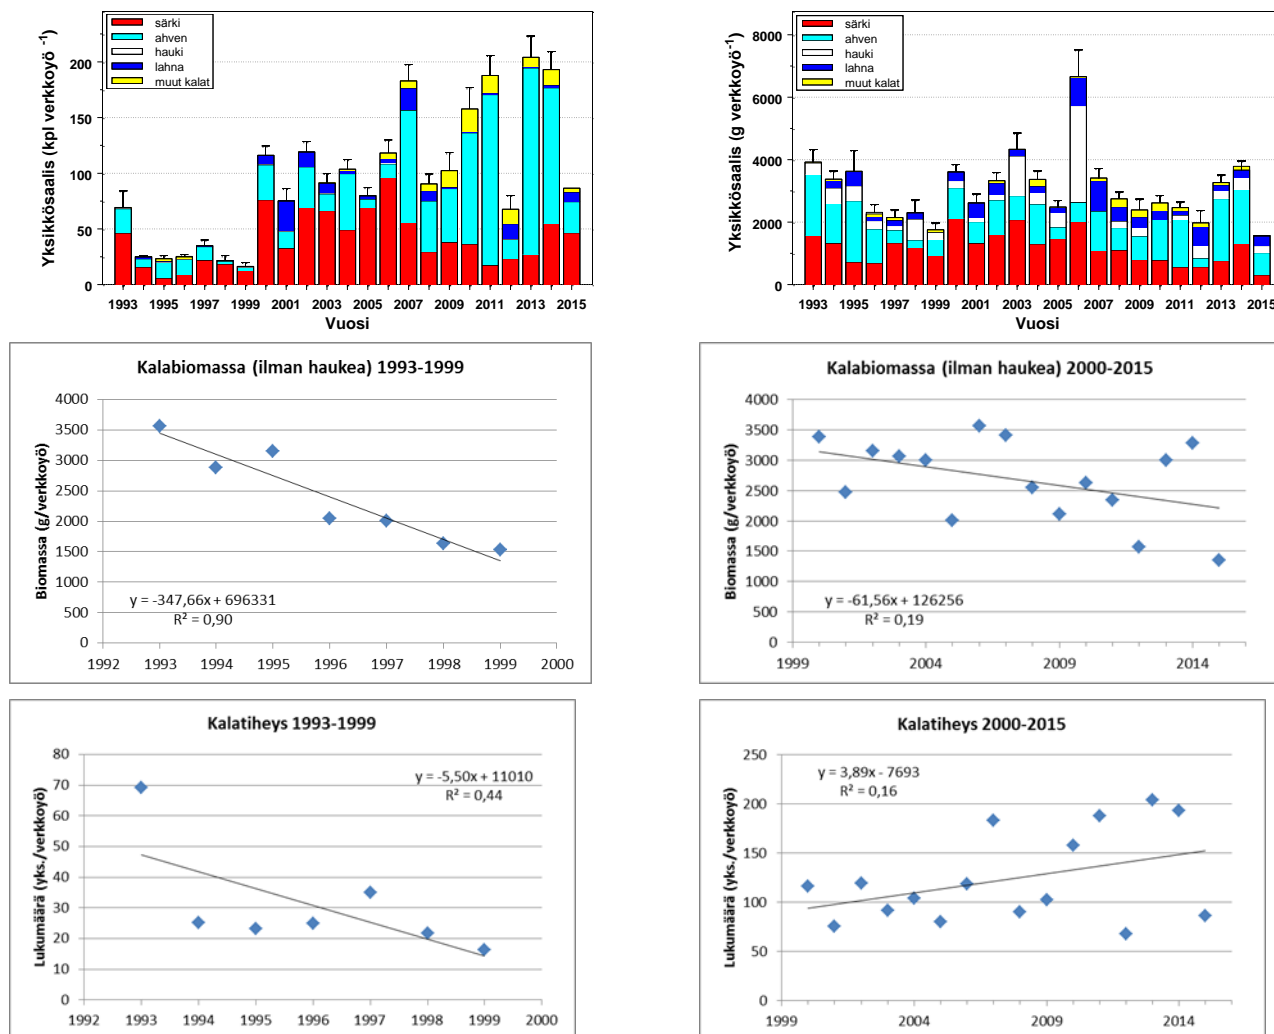 särki
ahven
hauki
lahna
muut kalat
Yksikkösaalis (kpl verkkoyö ⁻¹)
200
150
100
50
0
1993 1995 1997 1999 2001 2003 2005 2007 2009 2011 2013 2015
Vuosi
särki
ahven
hauki
lahna
muut kalat
Yksikkösaalis (g verkkoyö⁻¹)
8000
6000
4000
2000
0
1993 1995 1997 1999 2001 2003 2005 2007 2009 2011 2013 2015
Vuosi
Kalabiomassa (ilman haukea) 1993-1999
Biomassa (g/verkkoyö)
4000
3500
3000
2500
2000
1500
1000
500
0
y = -347,66x + 696331
R² = 0,90
1992 1993 1994 1995 1996 1997 1998 1999 2000
Kalabiomassa (ilman haukea) 2000-2015
Biomassa (g/verkkoyö)
4000
3500
3000
2500
2000
1500
1000
500
0
y = -61,56x + 126256
R² = 0,19
1999 2004 2009 2014
Kalatiheys 1993-1999
Lukumäärä (yks./verkkoyö)
80
70
60
50
40
30
20
10
0
y = -5,50x + 11010
R² = 0,44
1992 1993 1994 1995 1996 1997 1998 1999 2000
Kalatiheys 2000-2015
Lukumäärä (yks./verkkoyö)
250
200
150
100
50
0
y = 3,89x - 7693
R² = 0,16
1999 2004 2009 2014